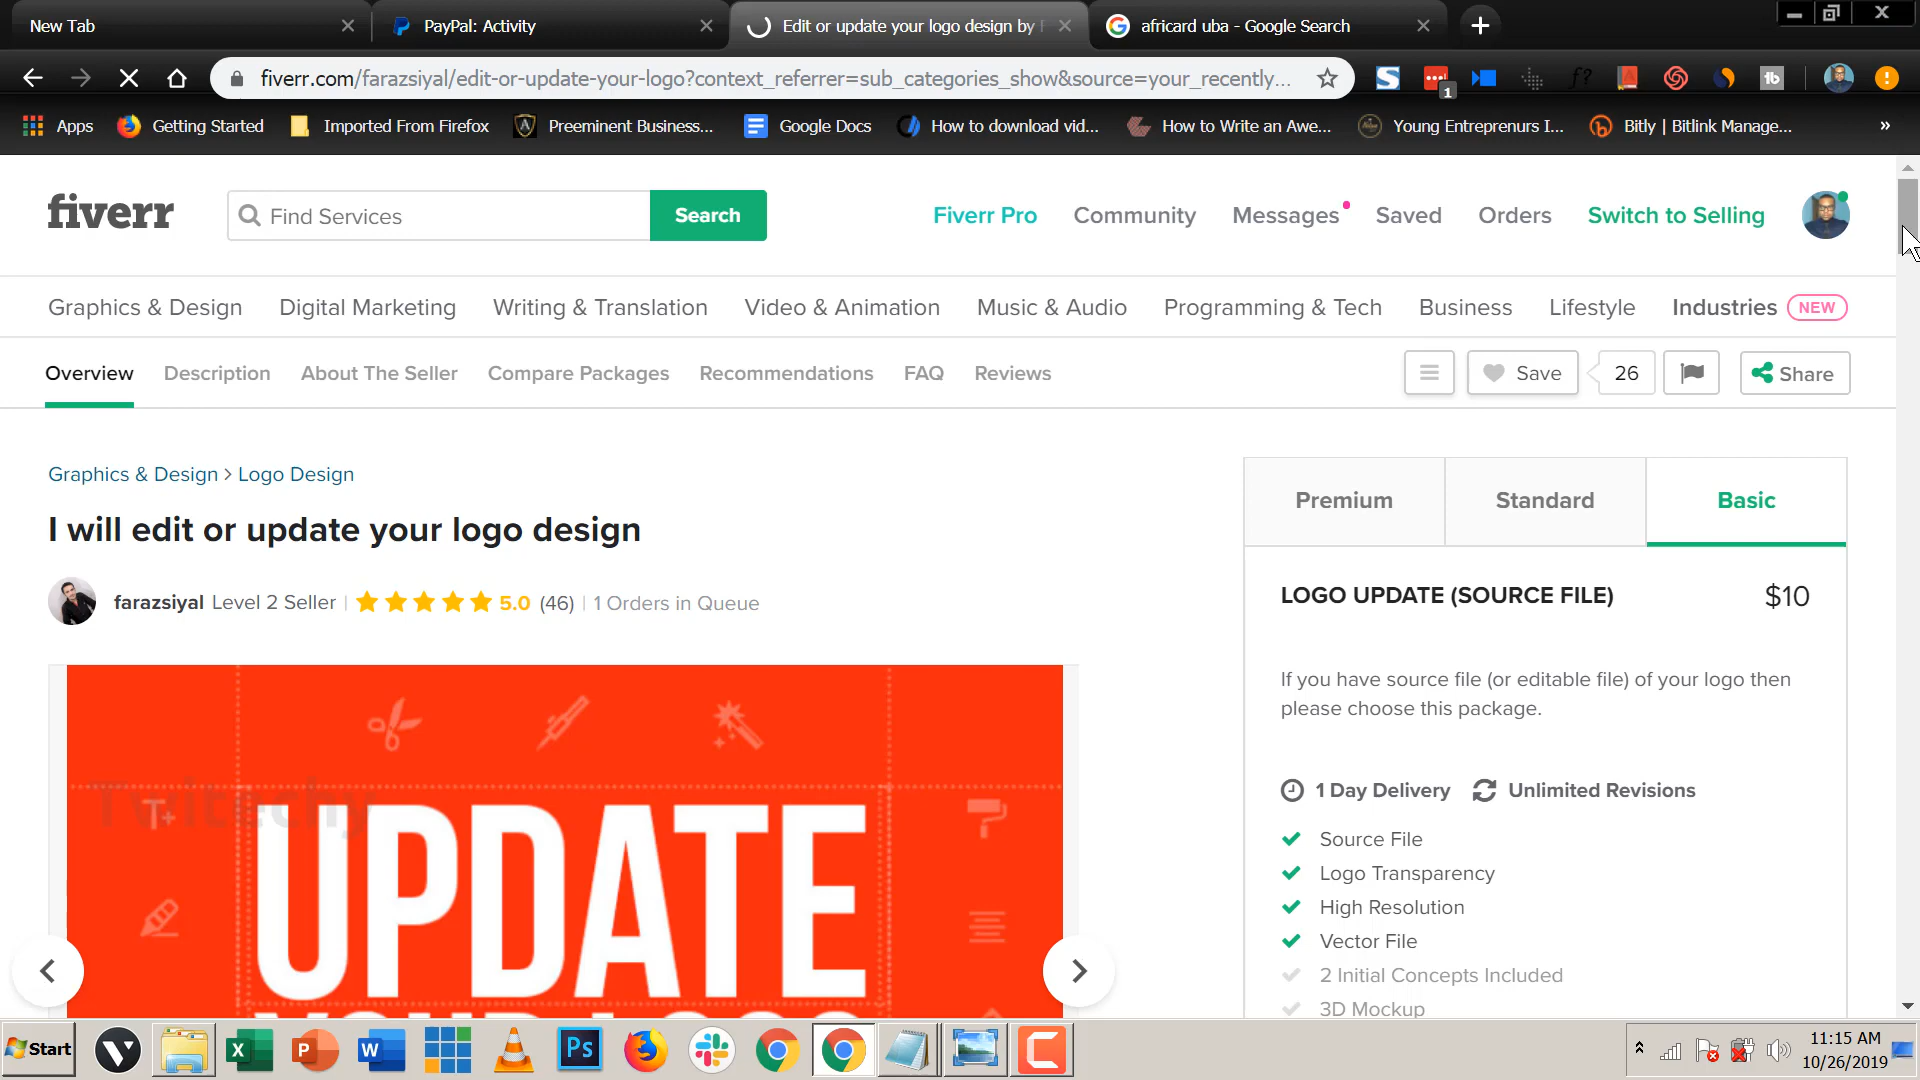 New Tab
PayPal: Activity
Edit or update your logo design by
africard uba - Google Search
fiverr.com/farazsiyal/edit-or-update-your-logo?context_referrer=sub_categories_show&source=your_recently...
1
Apps
Getting Started
Imported From Firefox
Preeminent Business...
Google Docs
How to download vid...
How to Write an Awe...
Young Entreprenurs I...
Bitly | Bitlink Manage...
»
fiverr
Find Services
Search
Fiverr Pro
Community
Messages
Saved
Orders
Switch to Selling
Graphics & Design
Digital Marketing
Writing & Translation
Video & Animation
Music & Audio
Programming & Tech
Business
Lifestyle
Industries
NEW
Overview
Description
About The Seller
Compare Packages
Recommendations
FAQ
Reviews
Save
26
Share
Graphics & Design > Logo Design
I will edit or update your logo design
farazsiyal Level 2 Seller
5.0 (46)
1 Orders in Queue
Premium
Standard
Basic
LOGO UPDATE (SOURCE FILE)
$10
If you have source file (or editable file) of your logo then
please choose this package.
1 Day Delivery
Unlimited Revisions
Source File
Logo Transparency
High Resolution
Vector File
2 Initial Concepts Included
3D Mockup
Twitechy
UPDATE
YOUR LOGO
Start
11:15 AM
10/26/2019